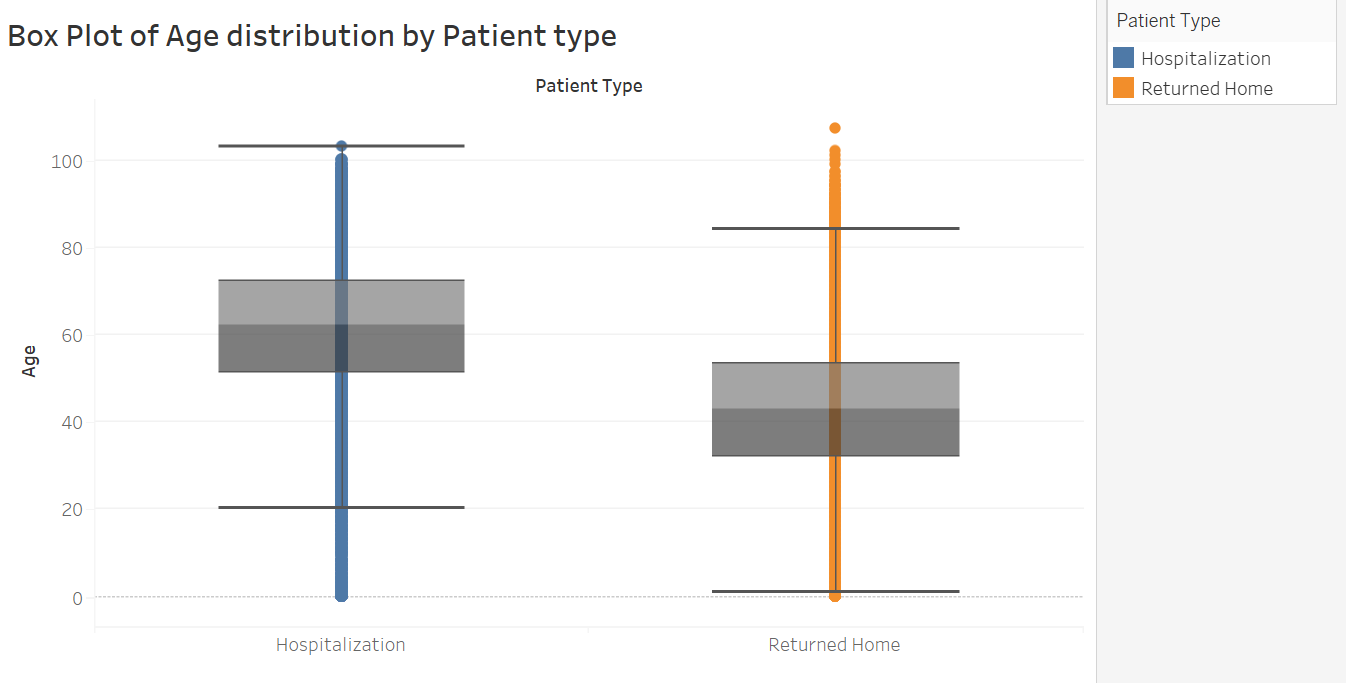 Box Plot of Age distribution by Patient type
Patient Type
Age
100
80
60
40
20
0
Hospitalization
Returned Home
Patient Type
Hospitalization
Returned Home